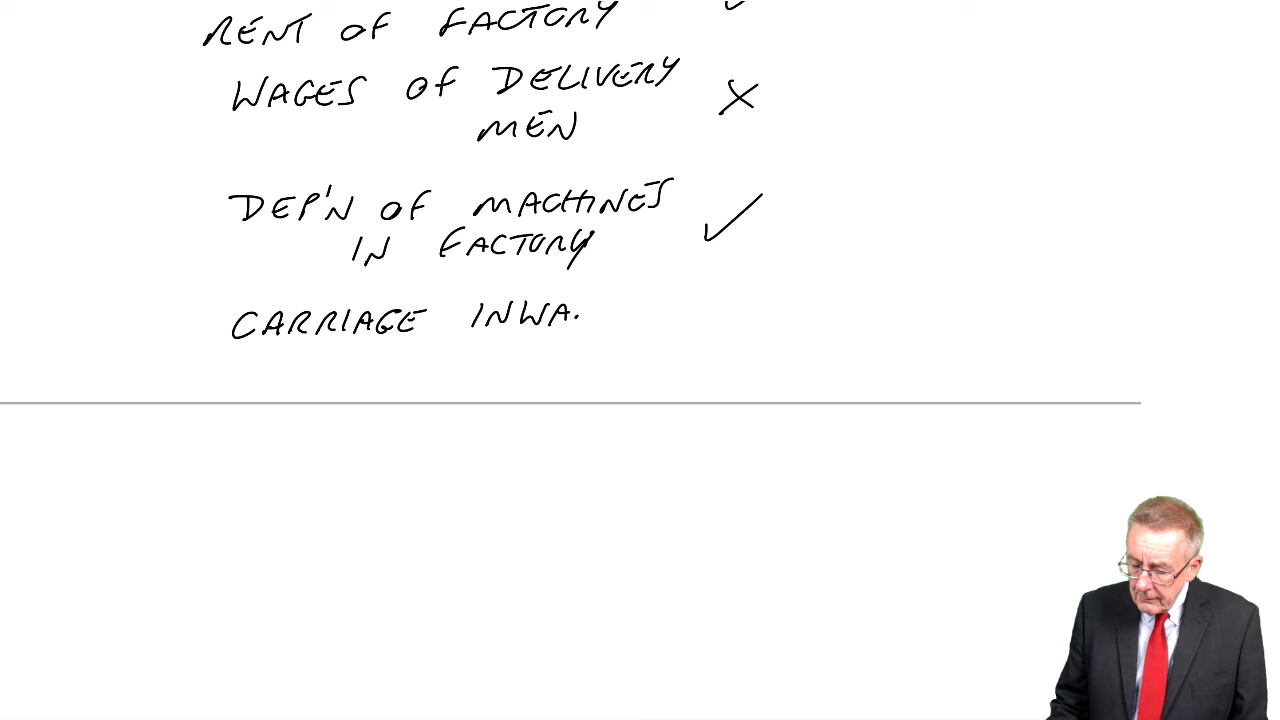 RENT OF FACTORY ✓
WAGES OF DELIVERY ✗
MEN
DEP'N OF MACHINES ✓
IN FACTORY
CARRIAGE INWA